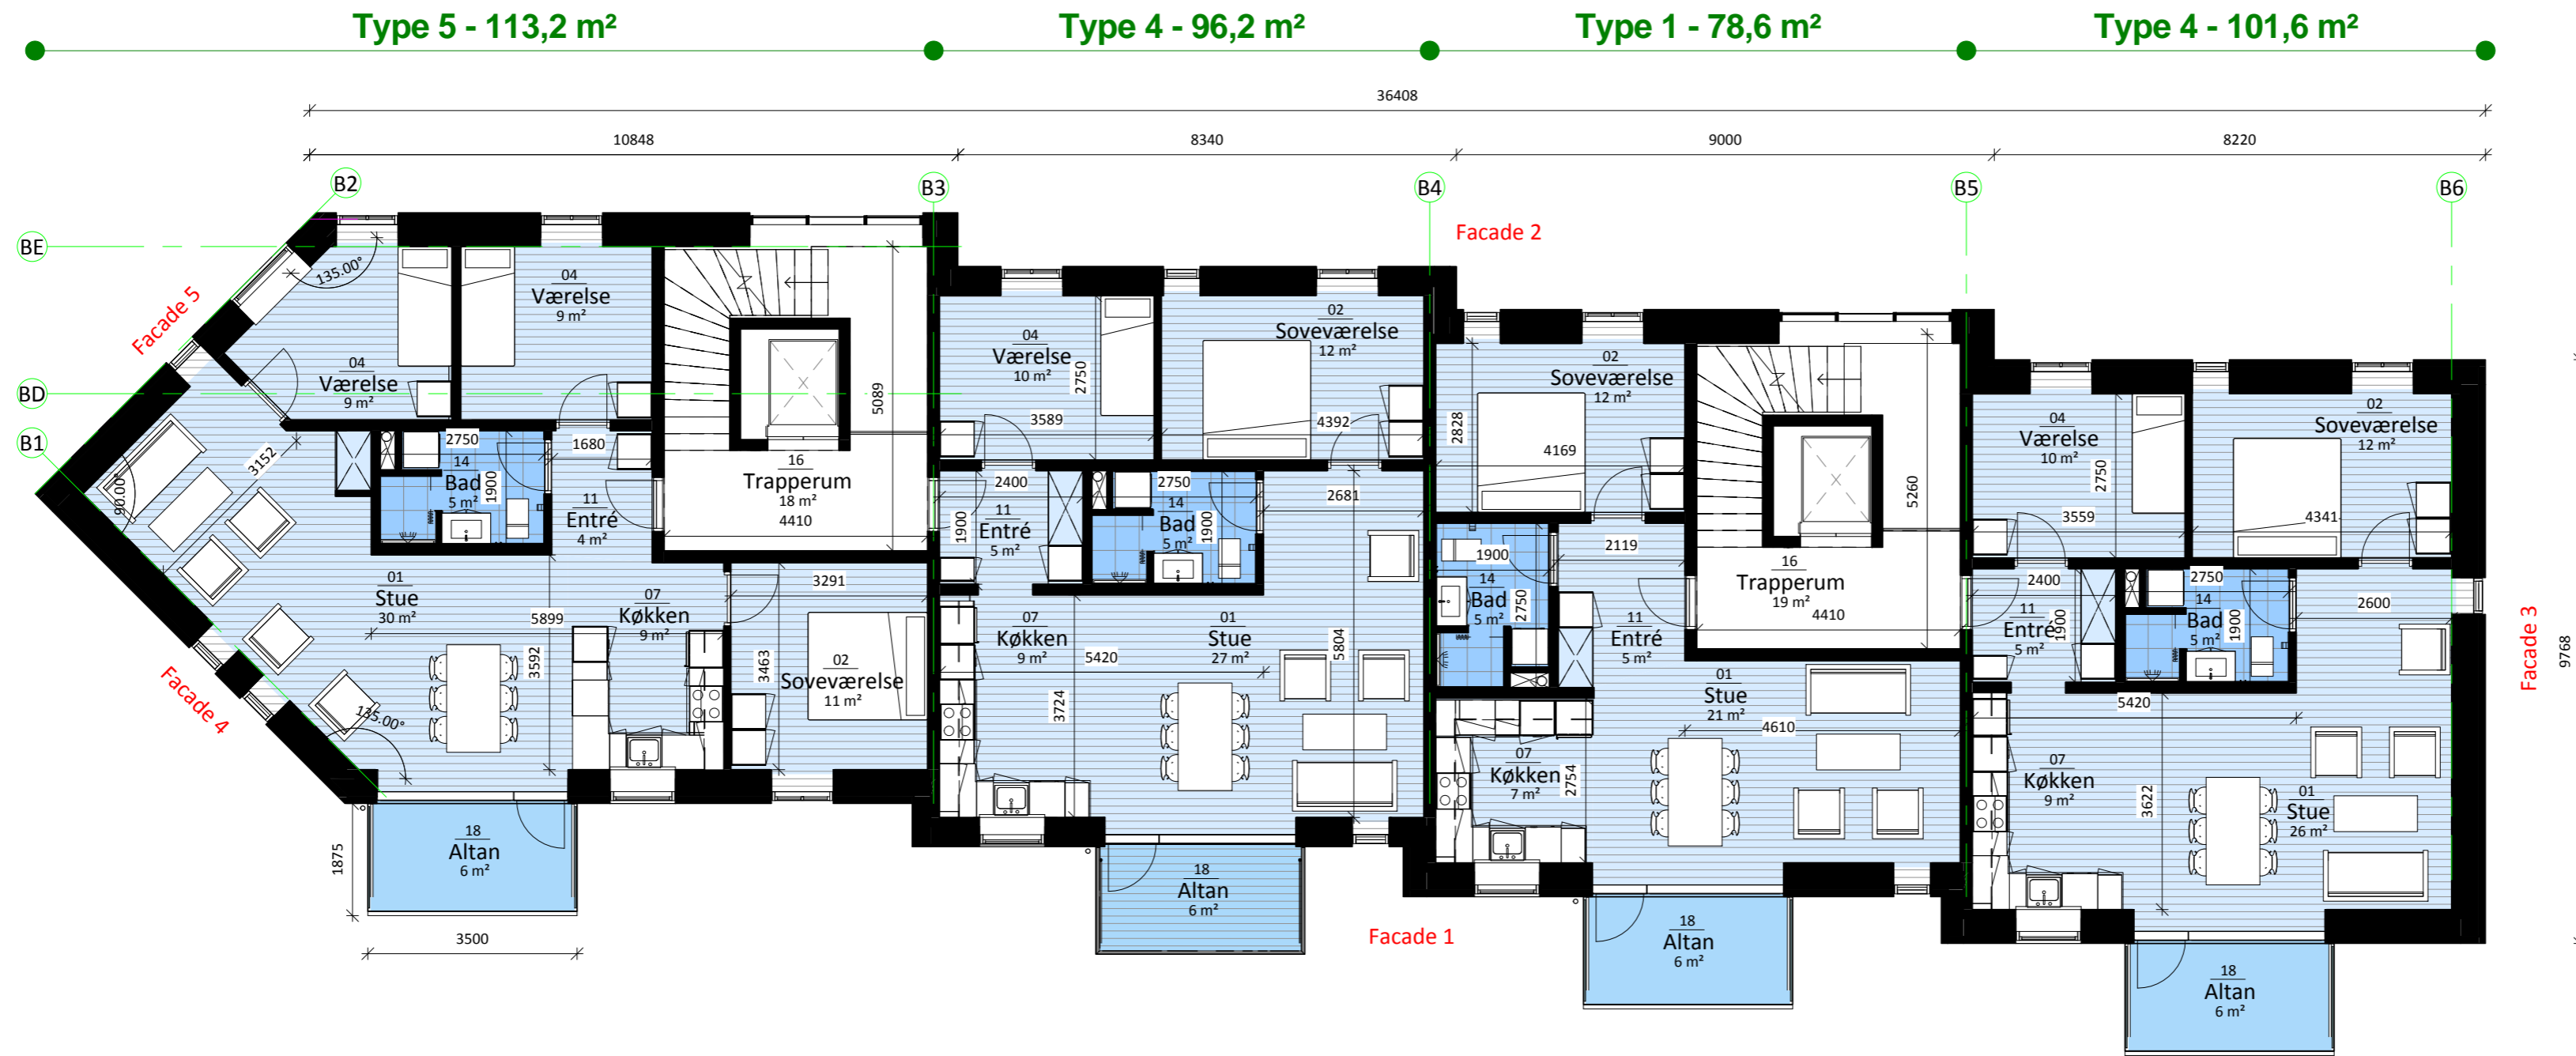 Type 5 - 113,2 m²
Type 4 - 96,2 m²
Type 1 - 78,6 m²
Type 4 - 101,6 m²
36408
10848
8340
9000
8220
B2
B3
B4
B5
B6
BE
BD
B1
Facade 5
Facade 2
Facade 4
Facade 1
Facade 3
9768
135.00°
90.00°
135.00°
04
Værelse
9 m²
04
Værelse
9 m²
3152
2750
14
Bad
5 m²
1900
1680
11
Entré
4 m²
16
Trapperum
18 m²
4410
5089
01
Stue
30 m²
5899
3592
07
Køkken
9 m²
3291
3463
02
Soveværelse
11 m²
18
Altan
6 m²
1875
3500
04
Værelse
10 m²
2750
3589
02
Soveværelse
12 m²
4392
2400
1900
11
Entré
5 m²
2750
14
Bad
5 m²
1900
2681
07
Køkken
9 m²
5420
3724
01
Stue
27 m²
5804
18
Altan
6 m²
02
Soveværelse
12 m²
2828
4169
1900
14
Bad
5 m²
2750
2119
11
Entré
5 m²
16
Trapperum
19 m²
4410
5260
01
Stue
21 m²
4610
07
Køkken
7 m²
2754
18
Altan
6 m²
04
Værelse
10 m²
2750
3559
02
Soveværelse
12 m²
4341
2400
11
Entré
5 m²
1900
2750
14
Bad
5 m²
1900
2600
5420
07
Køkken
9 m²
3622
01
Stue
26 m²
18
Altan
6 m²